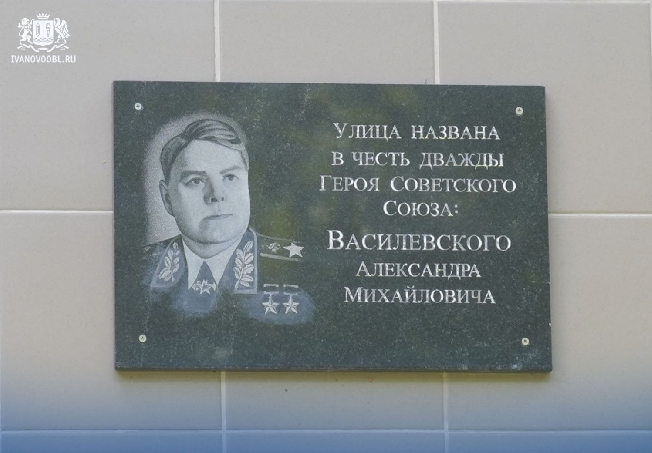 IVANOVOOBL.RU
УЛИЦА НАЗВАНА
В ЧЕСТЬ ДВАЖДЫ
ГЕРОЯ СОВЕТСКОГО
СОЮЗА:
ВАСИЛЕВСКОГО
АЛЕКСАНДРА
МИХАЙЛОВИЧА